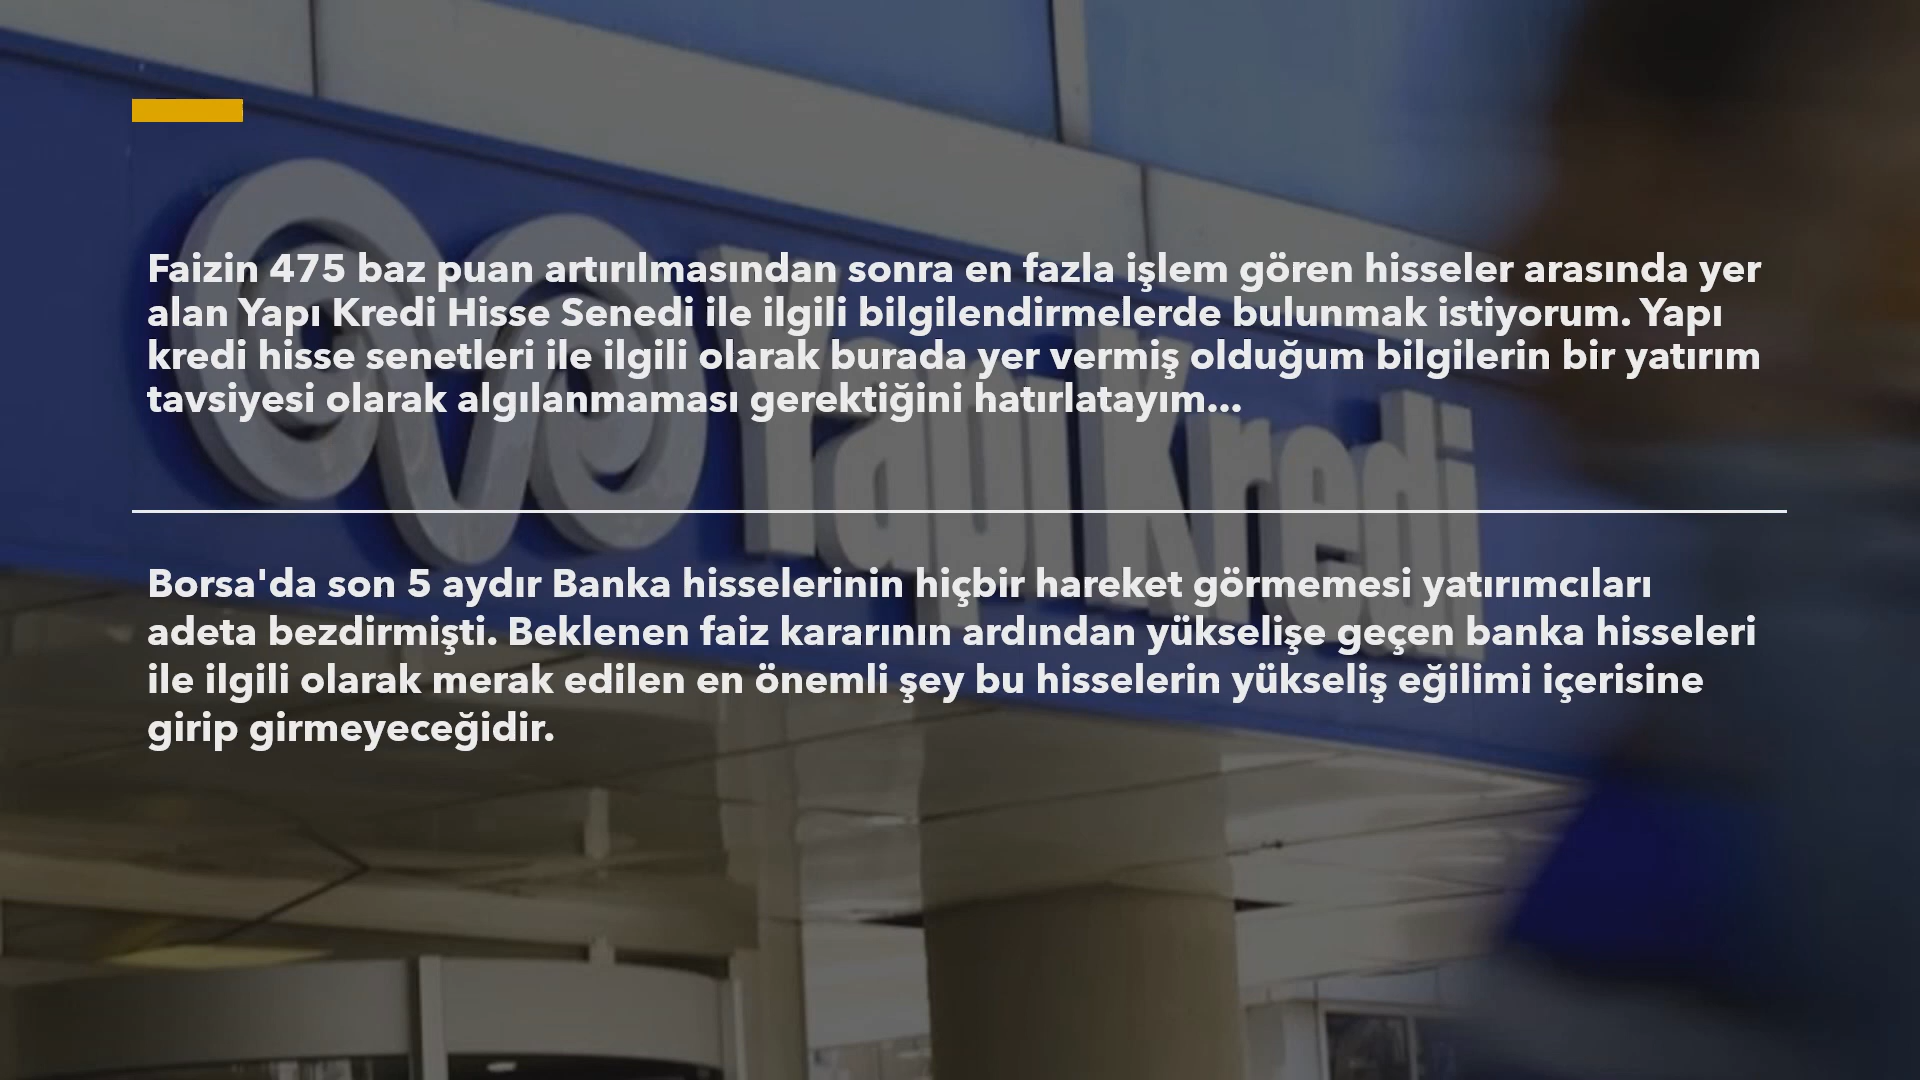 Faizin 475 baz puan artırılmasından sonra en fazla işlem gören hisseler arasında yer
alan Yapı Kredi Hisse Senedi ile ilgili bilgilendirmelerde bulunmak istiyorum. Yapı
kredi hisse senetleri ile ilgili olarak burada yer vermiş olduğum bilgilerin bir yatırım
tavsiyesi olarak algılanmaması gerektiğini hatırlatayım...
YapıKredi
Borsa'da son 5 aydır Banka hisselerinin hiçbir hareket görmemesi yatırımcıları
adeta bezdirmişti. Beklenen faiz kararının ardından yükselişe geçen banka hisseleri
ile ilgili olarak merak edilen en önemli şey bu hisselerin yükseliş eğilimi içerisine
girip girmeyeceğidir.